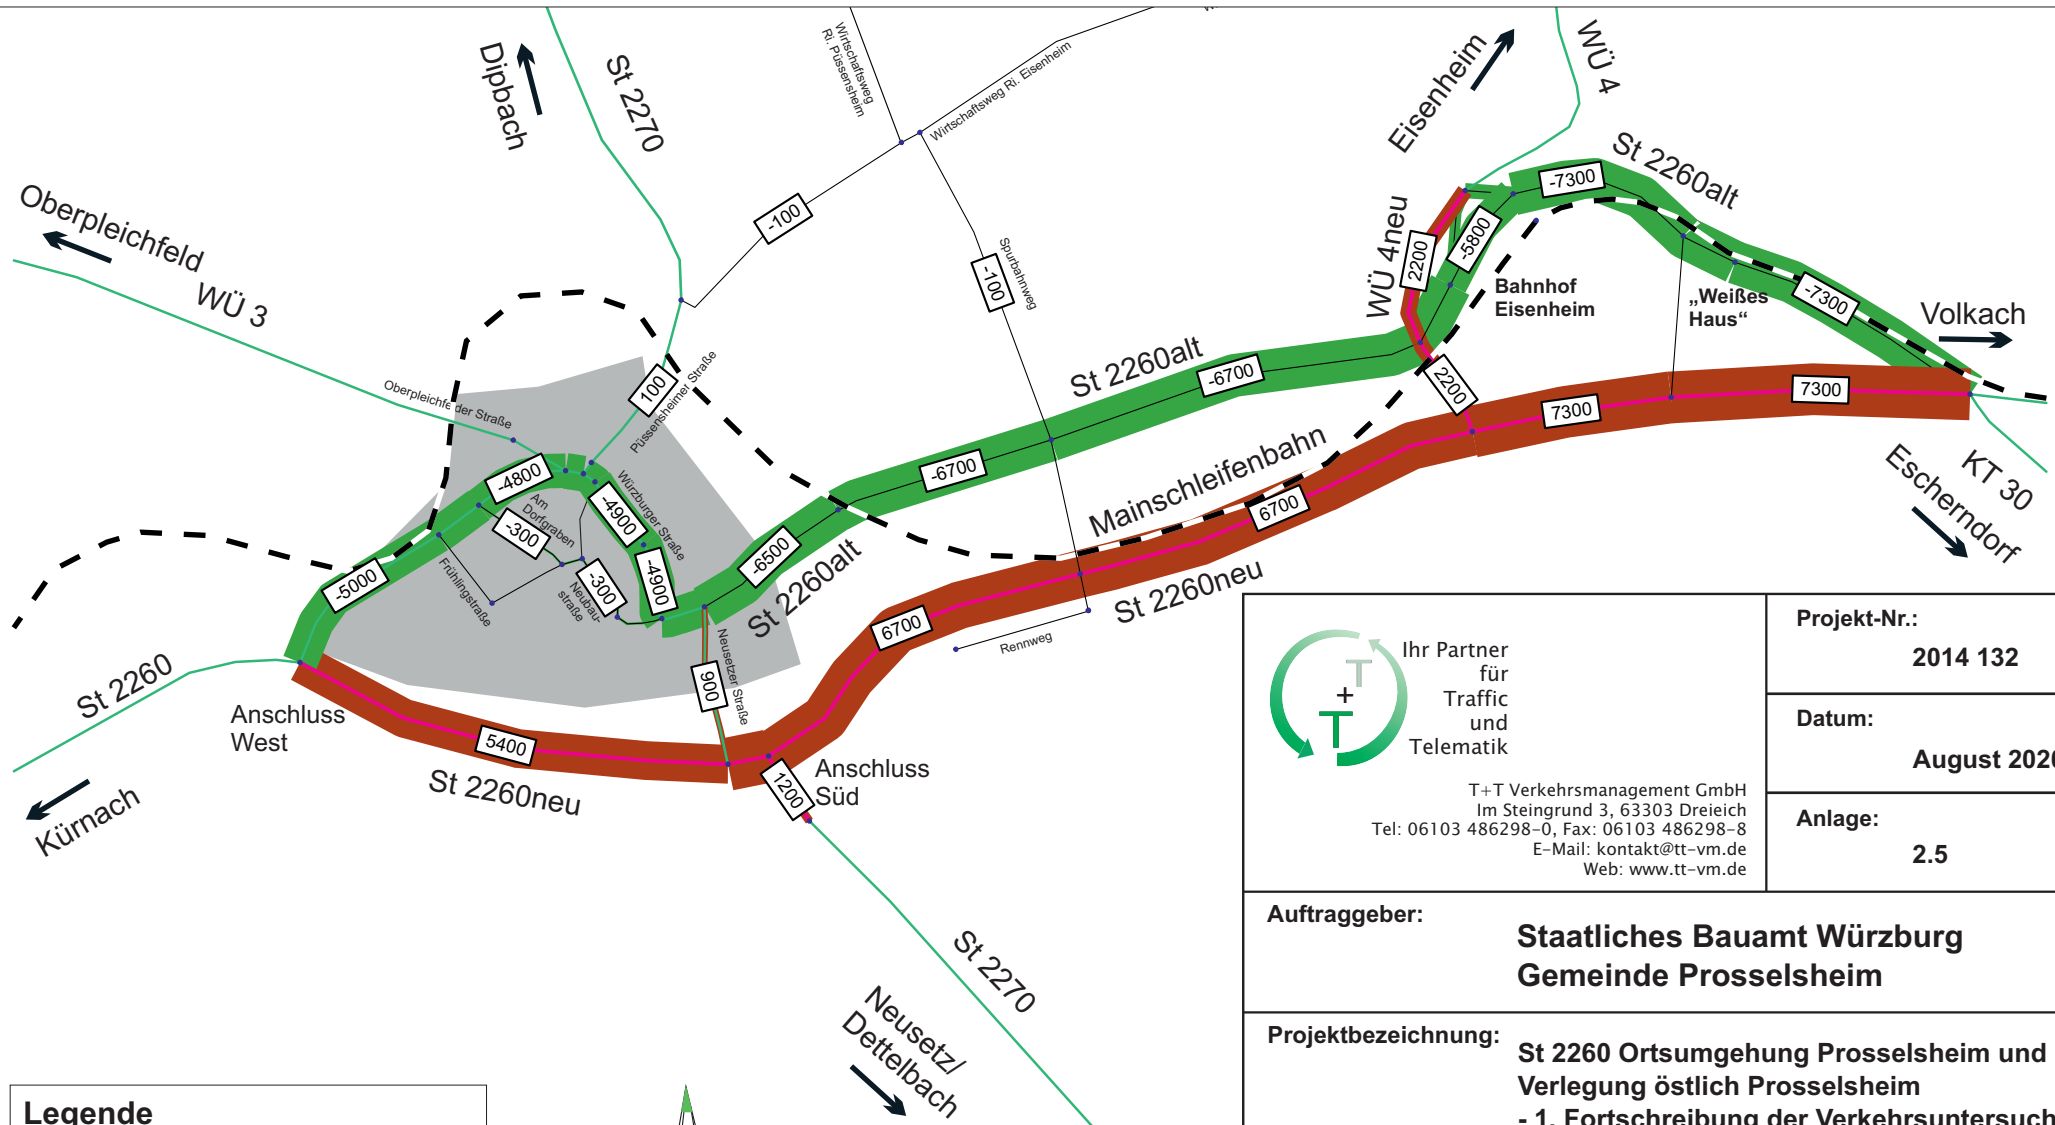 Dipbach
St 2270
Wirtschaftsweg
Ri. Püssensheim
Wirtschaftsweg Ri. Eisenheim
Eisenheim
WÜ 4
St 2260alt
-7300
Oberpleichfeld
WÜ 3
-100
Spurbahnweg
-100
WÜ 4neu
2200
-5800
Bahnhof
Eisenheim
„Weißes
Haus“
-7300
Volkach
Oberpleichfelder Straße
100
Püssensheimer Straße
St 2260alt
-6700
2200
7300
7300
-4800
Am
Dorfgraben
-300
-4900
Würzburger Straße
-6700
Mainschleifenbahn
6700
Escherndorf
KT 30
-5000
Frühlingstraße
-300
Neubau-
straße
-4900
-6500
St 2260alt
St 2260neu
6700
Rennweg
Neusetzer Straße
900
St 2260
Anschluss
West
5400
St 2260neu
1200
Anschluss
Süd
Kürnach
St 2270
Neusetz/
Dettelbach
Legende
T
+
T
Ihr Partner
für
Traffic
und
Telematik
T+T Verkehrsmanagement GmbH
Im Steingrund 3, 63303 Dreieich
Tel: 06103 486298-0, Fax: 06103 486298-8
E-Mail: kontakt@tt-vm.de
Web: www.tt-vm.de
Projekt-Nr.:
2014 132
Datum:
August 2020
Anlage:
2.5
Auftraggeber:
Staatliches Bauamt Würzburg
Gemeinde Prosselsheim
Projektbezeichnung:
St 2260 Ortsumgehung Prosselsheim und
Verlegung östlich Prosselsheim
- 1. Fortschreibung der Verkehrsuntersuch